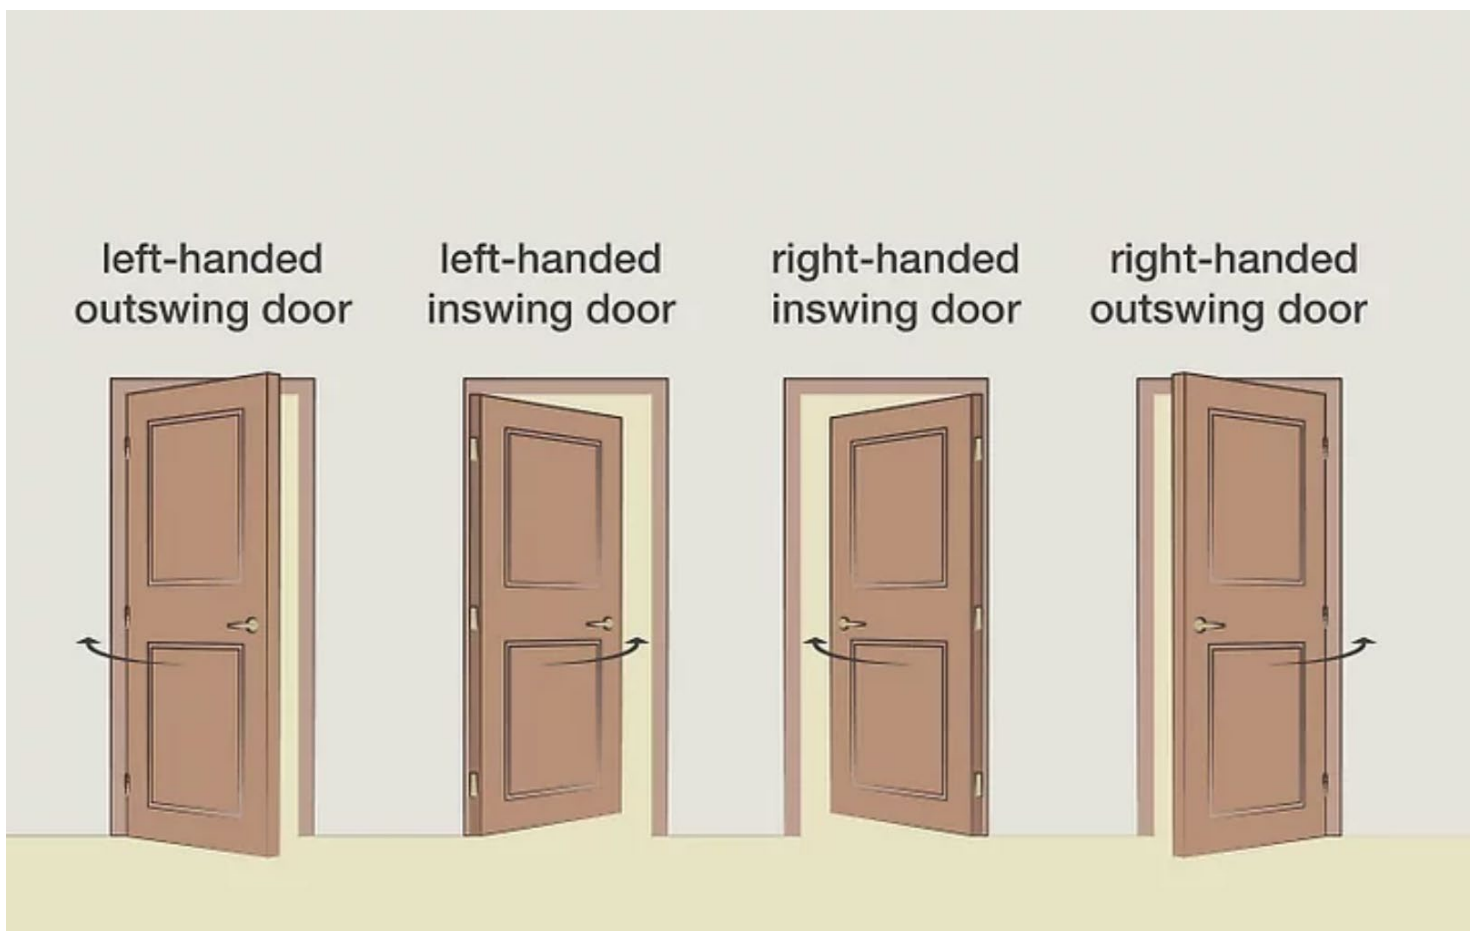 left-handed
outswing door
left-handed
inswing door
right-handed
inswing door
right-handed
outswing door